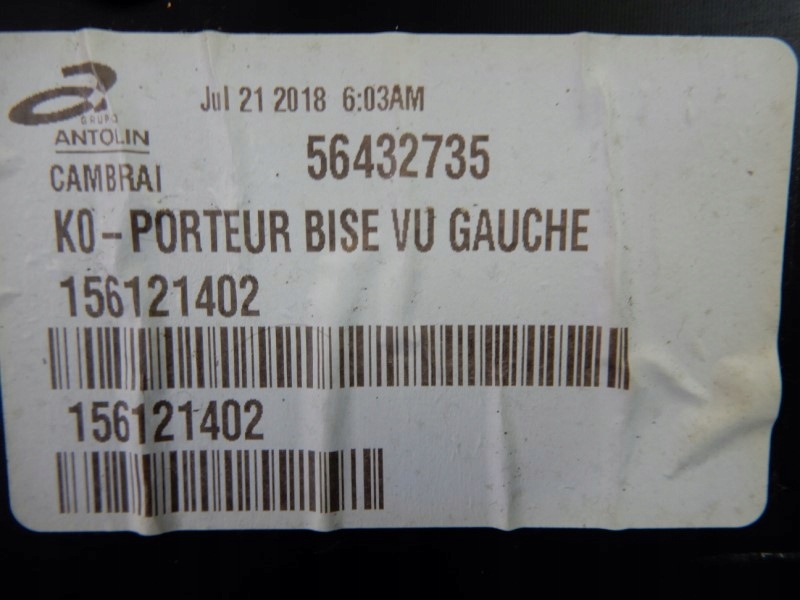 Jul 21 2018 6:03AM
GRUPO
ANTOLIN
56432735
CAMBRAI
K0-PORTEUR BISE VU GAUCHE
156121402
156121402